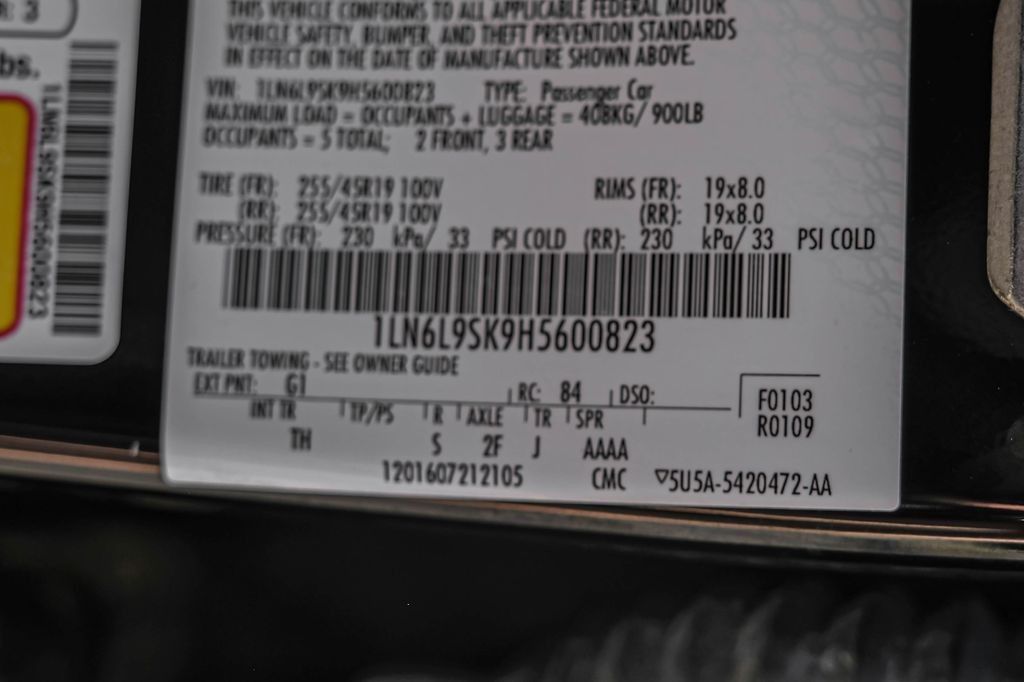 : 3
bs.
1LN6L9SK9H5600823
THIS VEHICLE CONFORMS TO ALL APPLICABLE FEDERAL MOTOR
VEHICLE SAFETY, BUMPER, AND THEFT PREVENTION STANDARDS
IN EFFECT ON THE DATE OF MANUFACTURE SHOWN ABOVE.
VIN: 1LN6L9SK9H5600823 TYPE: Passenger Car
MAXIMUM LOAD = OCCUPANTS + LUGGAGE = 408KG/ 900LB
OCCUPANTS = 5 TOTAL; 2 FRONT, 3 REAR
TIRE (FR): 255/45R19 100V RIMS (FR): 19x8.0
(RR): 255/45R19 100V (RR): 19x8.0
PRESSURE (FR): 230 kPa/ 33 PSI COLD (RR): 230 kPa/ 33 PSI COLD
1LN6L9SK9H5600823
TRAILER TOWING - SEE OWNER GUIDE
EXT PNT: G1 RC: 84 DSO:
F0103
R0109
INT TR TP/PS R AXLE TR SPR
TH S 2F J AAAA
1201607212105 CMC ▽5U5A-5420472-AA